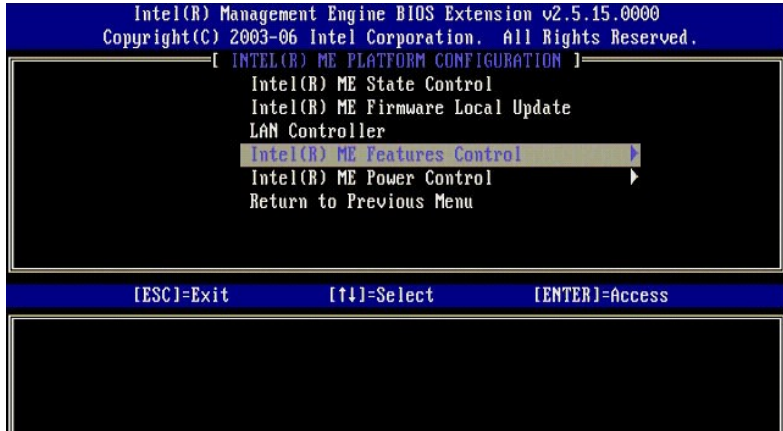 Intel(R) Management Engine BIOS Extension v2.5.15.0000
Copyright(C) 2003-06 Intel Corporation. All Rights Reserved.
[ INTEL(R) ME PLATFORM CONFIGURATION ]
Intel(R) ME State Control
Intel(R) ME Firmware Local Update
LAN Controller
Intel(R) ME Features Control
Intel(R) ME Power Control
Return to Previous Menu
[ESC]=Exit [↑↓]=Select [ENTER]=Access